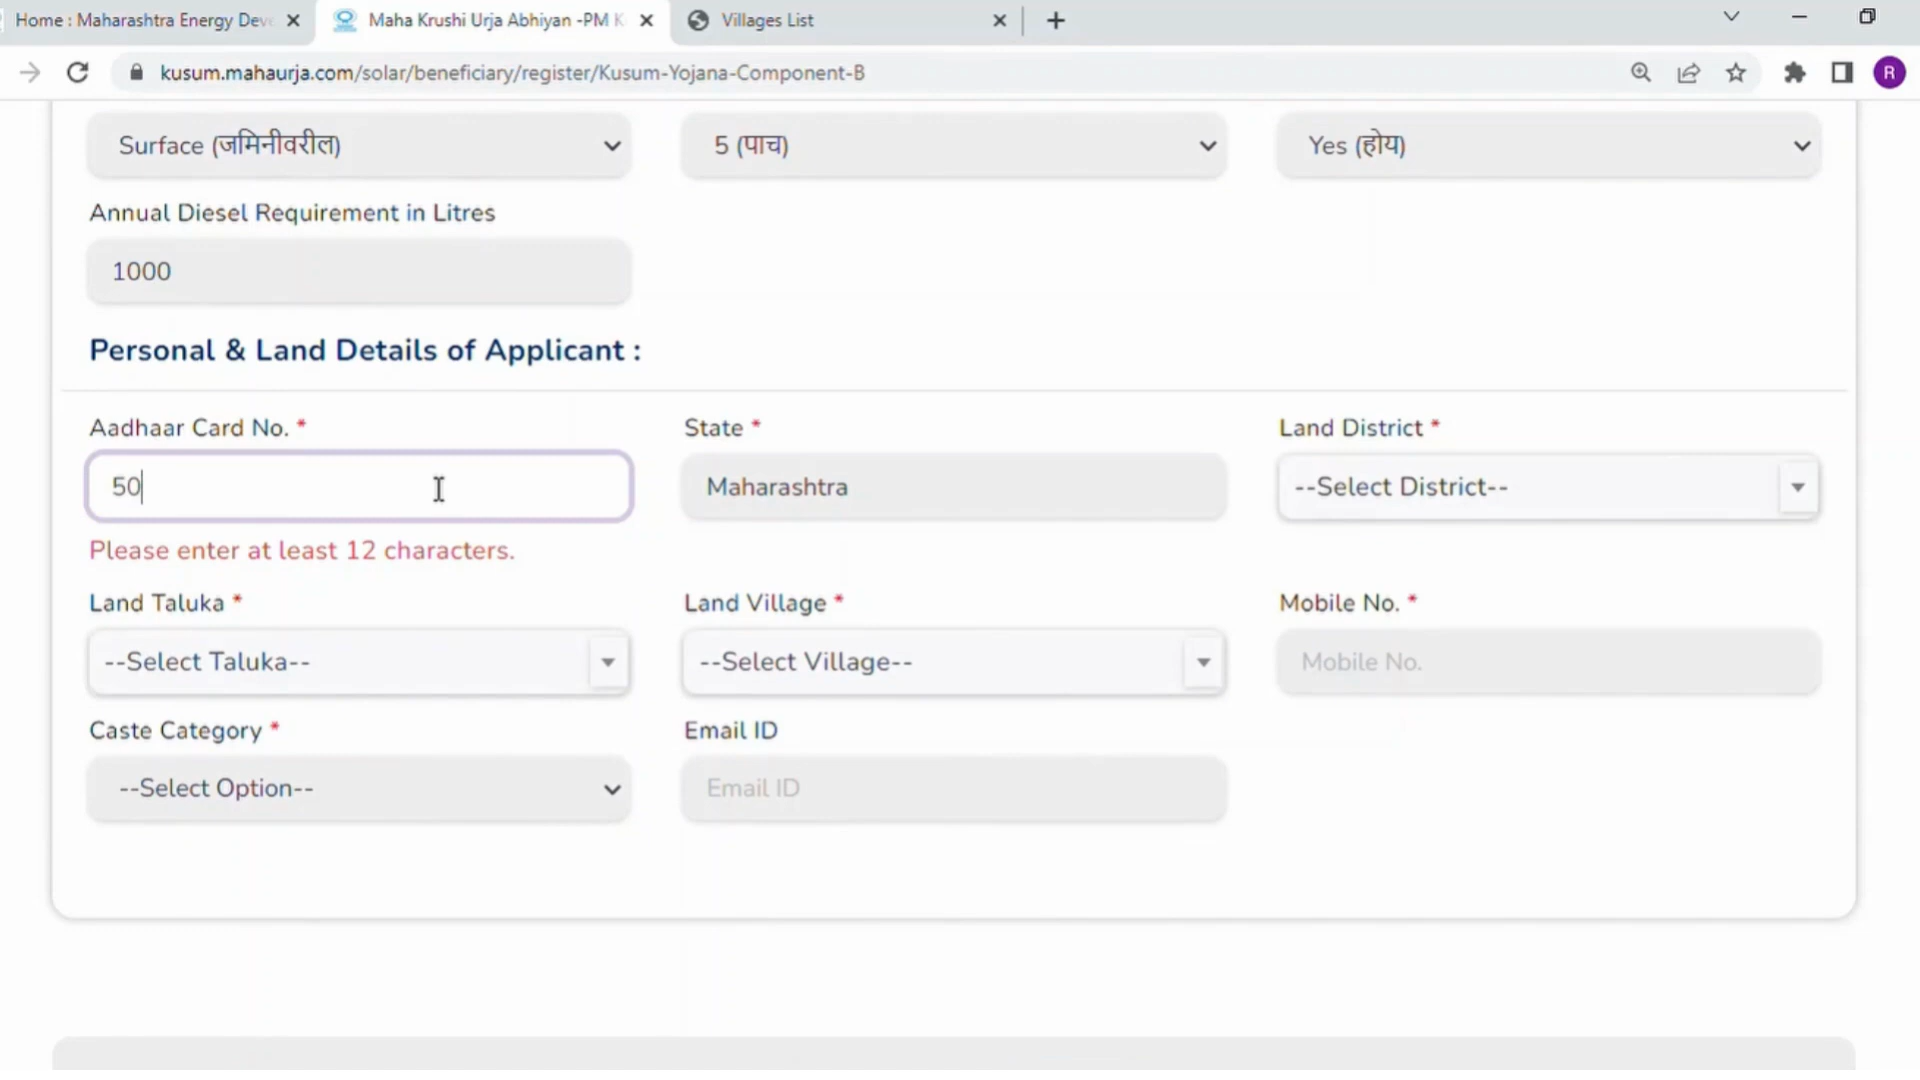 Home : Maharashtra Energy Deve
Maha Krushi Urja Abhiyan -PM K
Villages List
kusum.mahaurja.com/solar/beneficiary/register/Kusum-Yojana-Component-B
R
Surface (जमिनीवरील)
5 (पाच)
Yes (होय)
Annual Diesel Requirement in Litres
1000
Personal & Land Details of Applicant :
Aadhaar Card No. *
State *
Land District *
50
Maharashtra
--Select District--
Please enter at least 12 characters.
Land Taluka *
Land Village *
Mobile No. *
--Select Taluka--
--Select Village--
Mobile No.
Caste Category *
Email ID
--Select Option--
Email ID